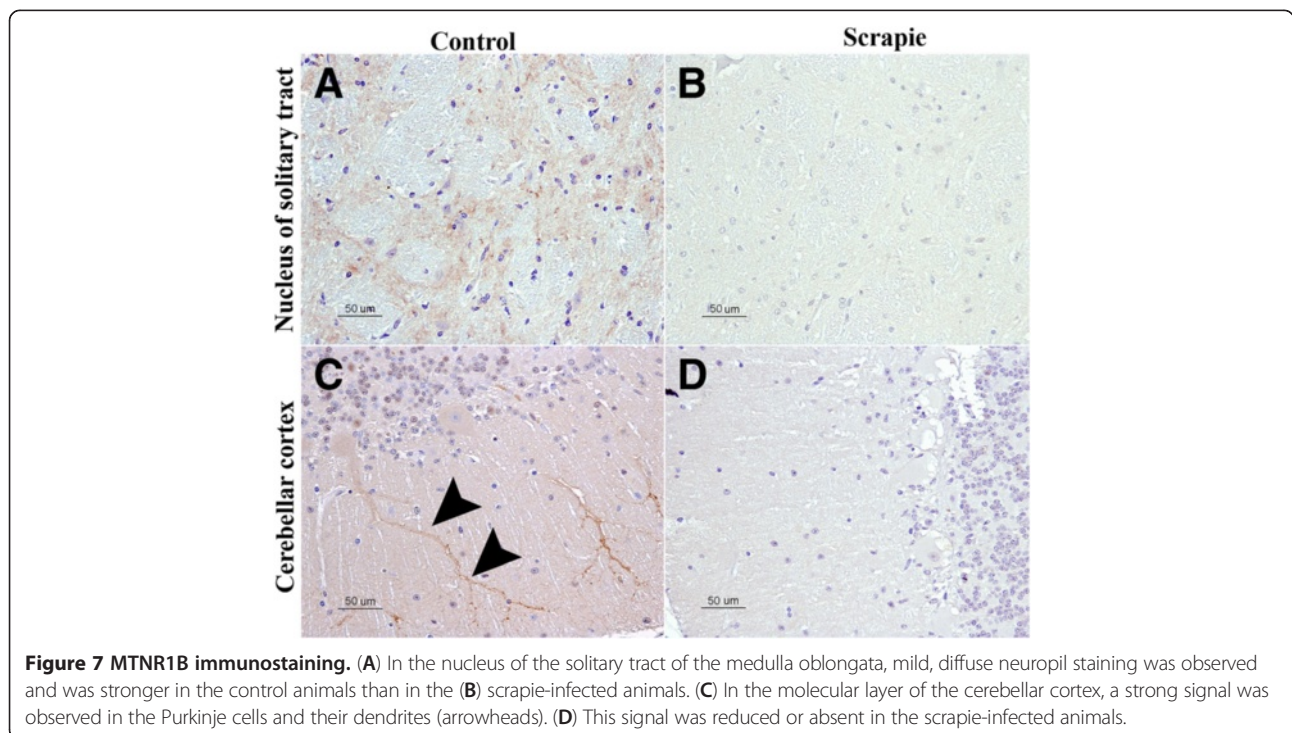 Control
Scrapie
Nucleus of solitary tract
A
B
50 um
50 um
Cerebellar cortex
C
D
50 um
50 um
Figure 7 MTNR1B immunostaining. (A) In the nucleus of the solitary tract of the medulla oblongata, mild, diffuse neuropil staining was observed
and was stronger in the control animals than in the (B) scrapie-infected animals. (C) In the molecular layer of the cerebellar cortex, a strong signal was
observed in the Purkinje cells and their dendrites (arrowheads). (D) This signal was reduced or absent in the scrapie-infected animals.